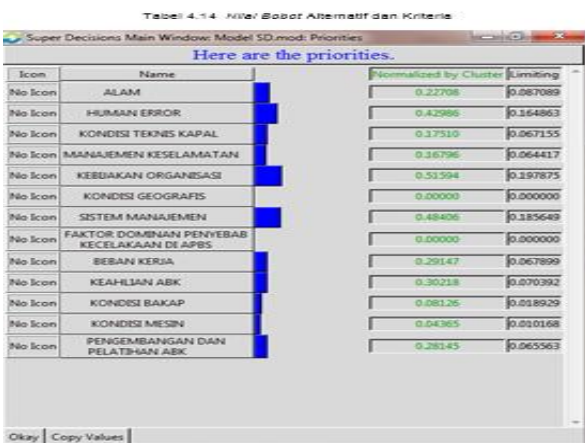 Tabel 4.14 Nilai Bobot Alternatif dan Kriteria
Super Decisions Main Window: Model SD.mod: Priorities
Here are the priorities.
Icon Name Normalized by Cluster Limiting
No Icon ALAM 0.22708 0.087089
No Icon HUMAN ERROR 0.42986 0.164863
No Icon KONDISI TEKNIS KAPAL 0.17510 0.067155
No Icon MANAJEMEN KESELAMATAN 0.16796 0.064417
No Icon KEBIJAKAN ORGANISASI 0.51594 0.197875
No Icon KONDISI GEOGRAFIS 0.00000 0.000000
No Icon SISTEM MANAJEMEN 0.48406 0.185649
No Icon FAKTOR DOMINAN PENYEBAB KECELAKAAN DI APBS 0.00000 0.000000
No Icon BEBAN KERJA 0.29147 0.067899
No Icon KEAHLIAN ABK 0.30218 0.070392
No Icon KONDISI BAKAP 0.08126 0.018929
No Icon KONDISI MESIN 0.04365 0.010168
No Icon PENGEMBANGAN DAN PELATIHAN ABK 0.28145 0.065563
Okay Copy Values